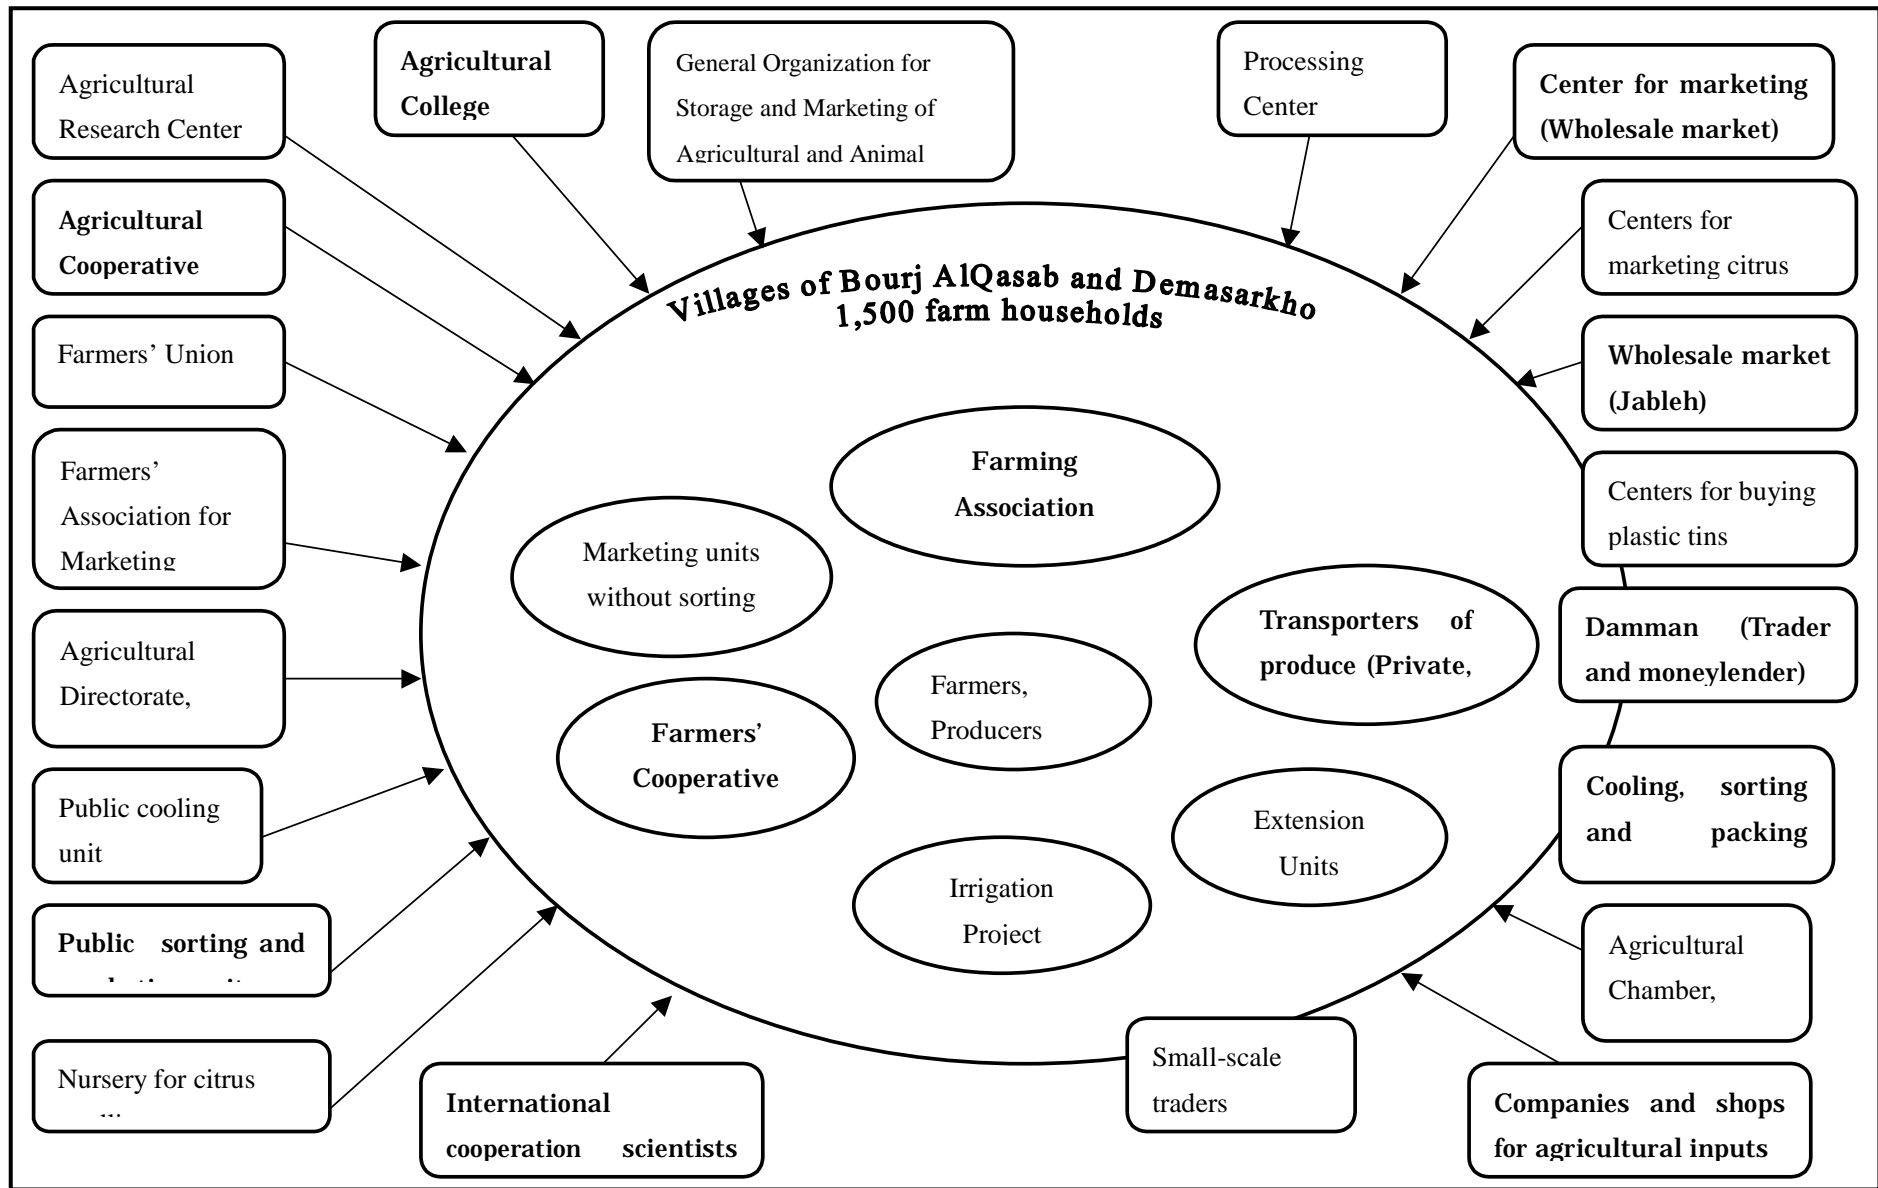 Agricultural
Research Center
Agricultural
College
General Organization for
Storage and Marketing of
Agricultural and Animal
Processing
Center
Center for marketing
(Wholesale market)
Agricultural
Cooperative
Centers for
marketing citrus
Villages of Bourj AlQasab and Demasarkho
1,500 farm households
Farmers’ Union
Wholesale market
(Jableh)
Farmers’
Association for
Marketing
Farming
Association
Centers for buying
plastic tins
Marketing units
without sorting
Transporters of
produce (Private,
Damman (Trader
and moneylender)
Agricultural
Directorate,
Farmers,
Producers
Farmers’
Cooperative
Public cooling
unit
Cooling, sorting
and packing
Extension
Units
Irrigation
Project
Public sorting and
Agricultural
Chamber,
Nursery for citrus
International
cooperation scientists
Small-scale
traders
Companies and shops
for agricultural inputs